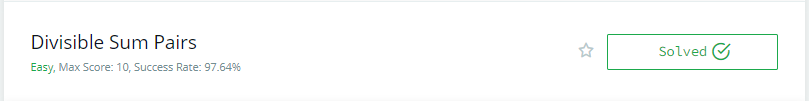 Divisible Sum Pairs
Solved
Easy, Max Score: 10, Success Rate: 97.64%